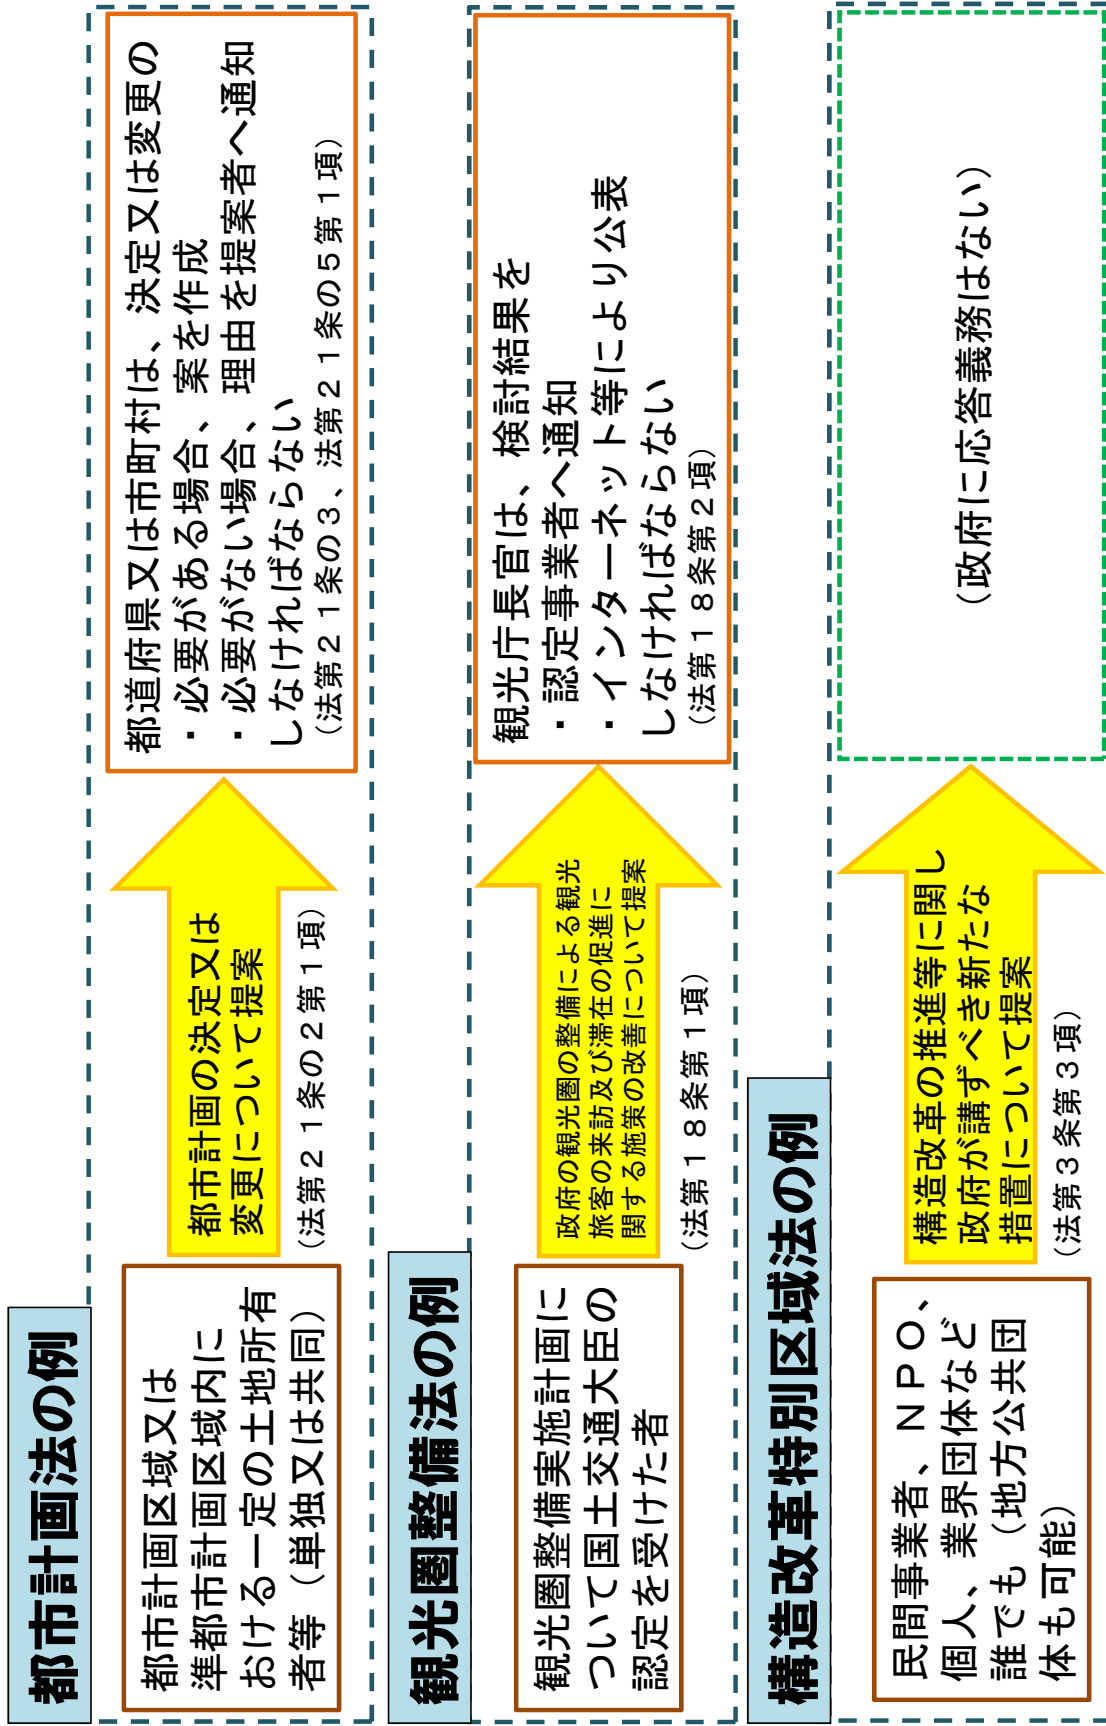 都市計画法の例
都市計画区域又は
準都市計画区域内に
おける一定の土地所有
者等（単独又は共同）
都市計画の決定又は
変更について提案
（法第２１条の２第１項）
都道府県又は市町村は、決定又は変更の
・必要がある場合、案を作成
・必要がない場合、理由を提案者へ通知
しなければならない
（法第２１条の３、法第２１条の５第１項）
観光圏整備法の例
観光圏整備実施計画に
ついて国土交通大臣の
認定を受けた者
政府の観光圏の整備による観光
旅客の来訪及び滞在の促進に
関する施策の改善について提案
（法第１８条第１項）
観光庁長官は、検討結果を
・認定事業者へ通知
・インターネット等により公表
しなければならない
（法第１８条第２項）
構造改革特別区域法の例
民間事業者、ＮＰＯ、
個人、業界団体など
誰でも（地方公共団
体も可能）
構造改革の推進等に関し
政府が講ずべき新たな
措置について提案
（法第３条第３項）
（政府に応答義務はない）